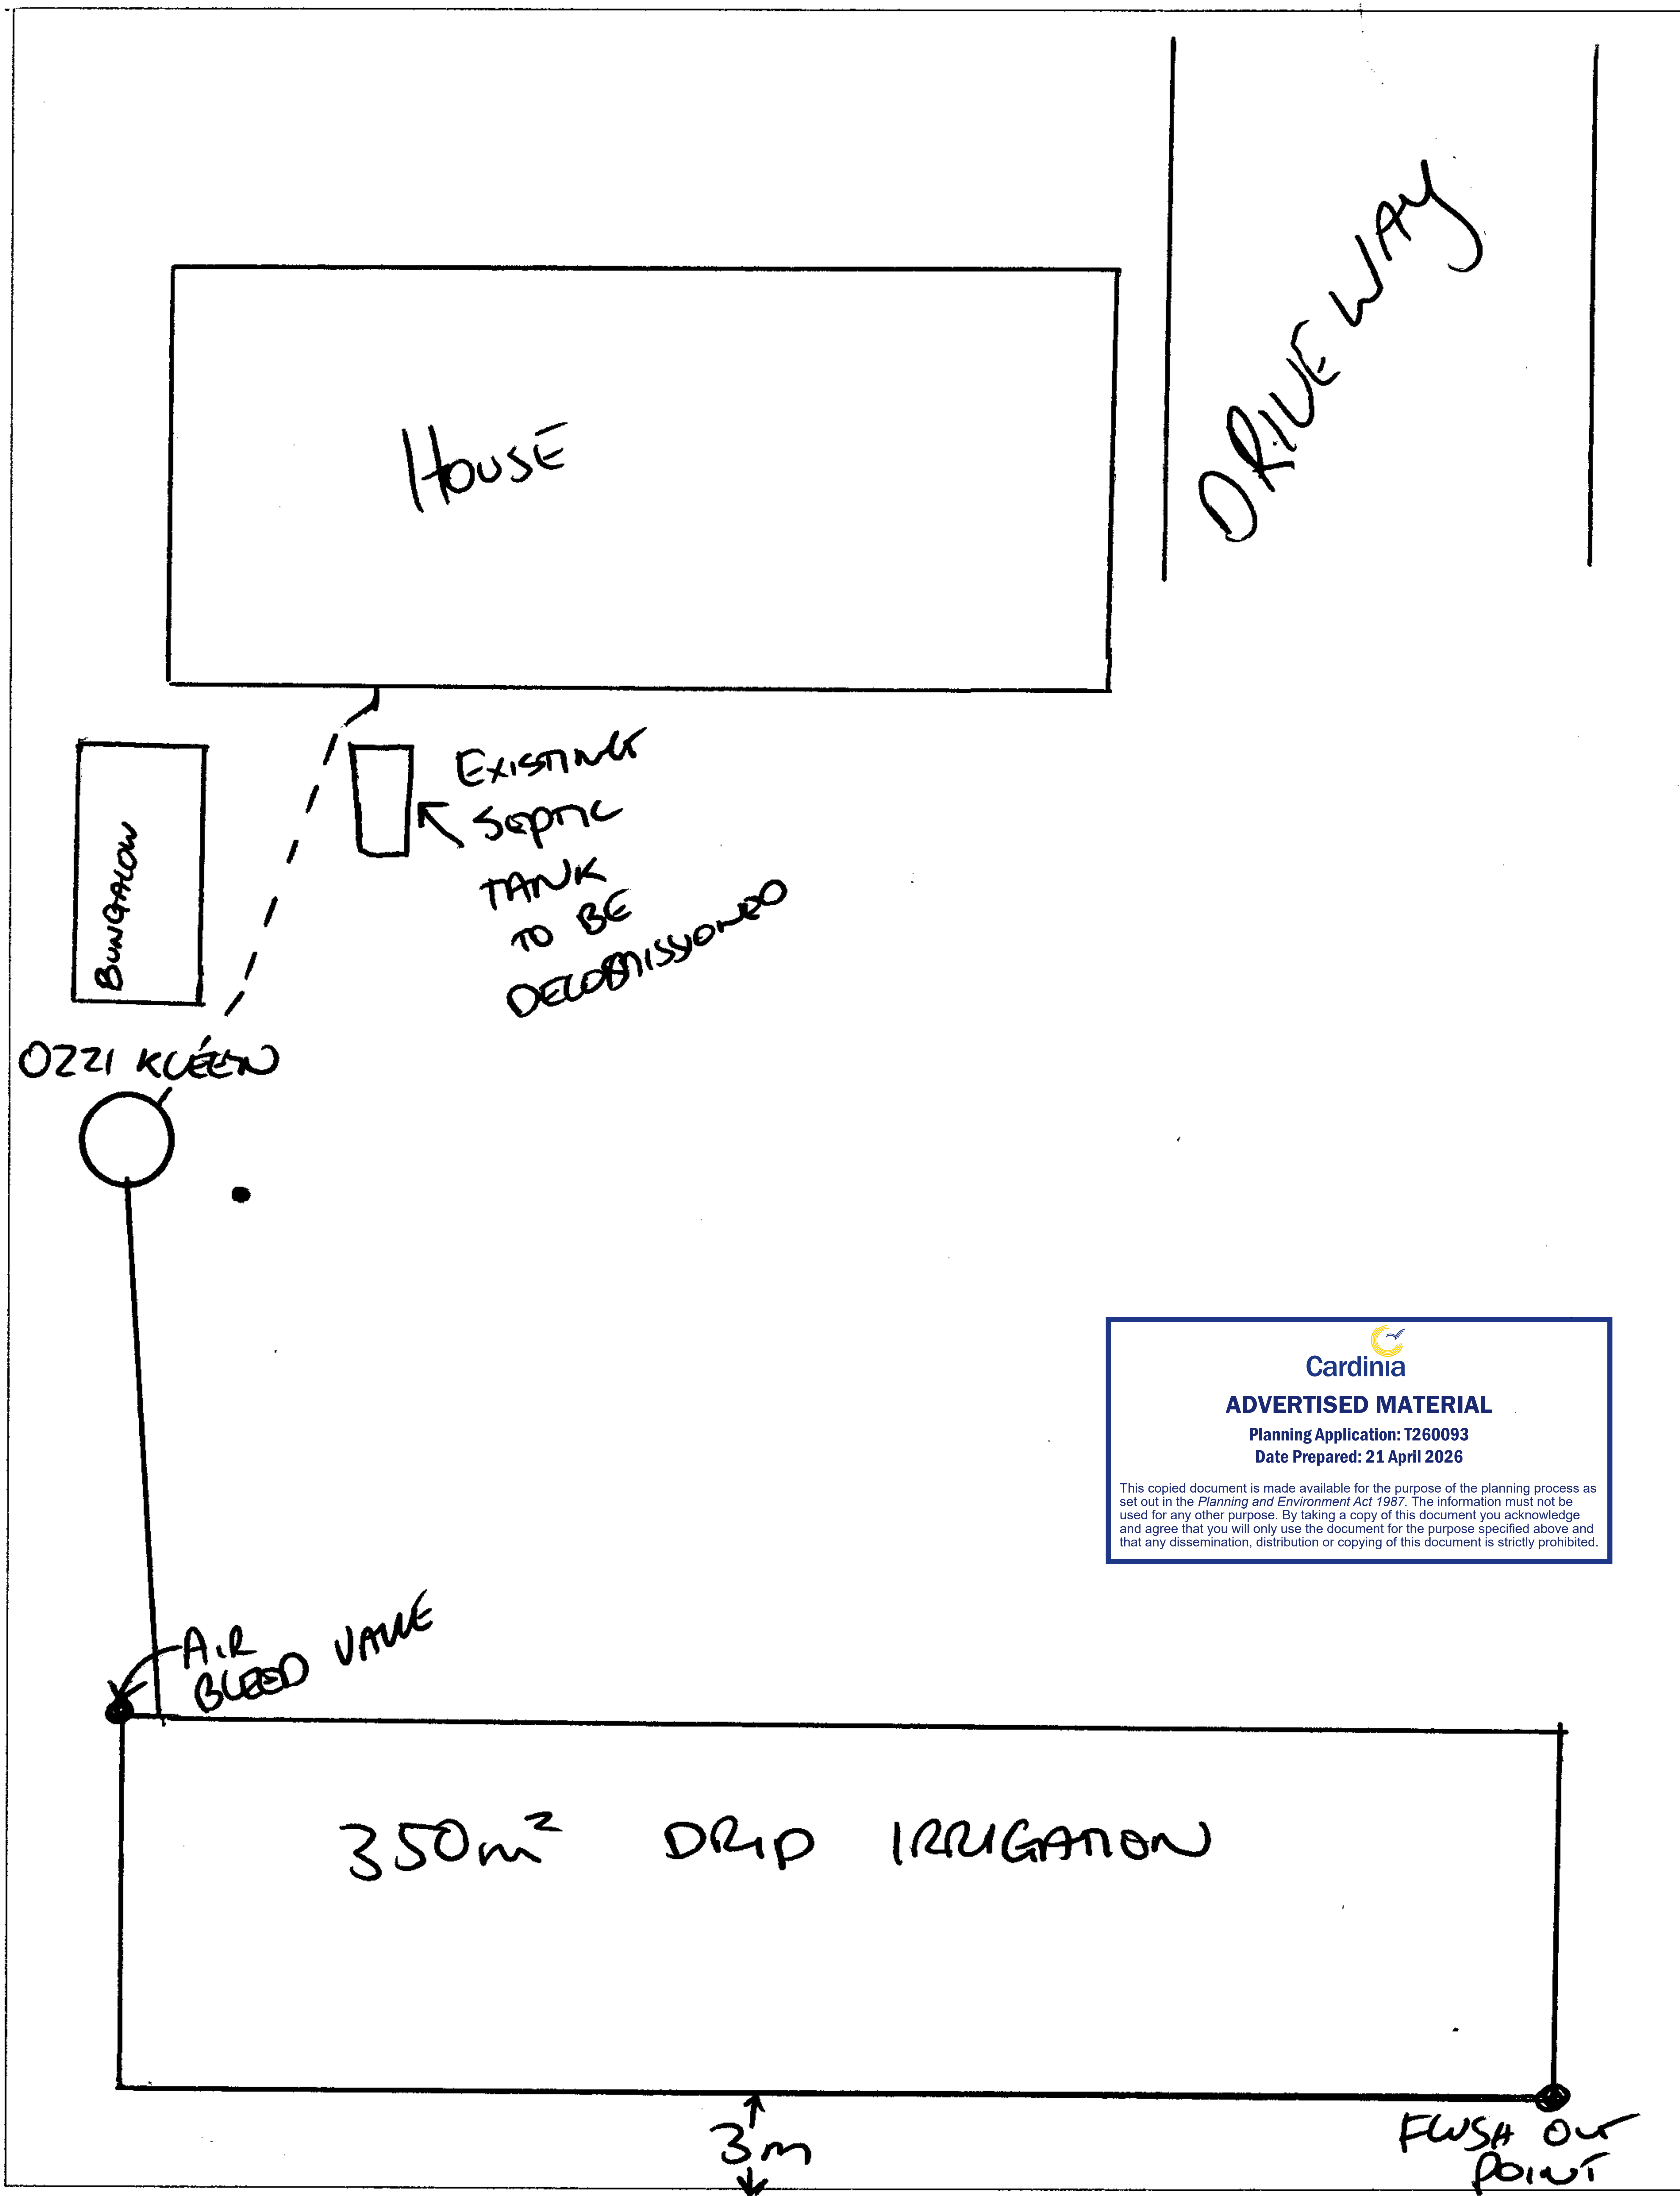 DRIVEWAY
HOUSE
EXISTING
SEPTIC
TANK
TO BE
DECOMISSIONED
BUNGALOW
OZZI KLEEN
Cardinia
ADVERTISED MATERIAL
Planning Application: T260093
Date Prepared: 21 April 2026
This copied document is made available for the purpose of the planning process as
set out in the Planning and Environment Act 1987. The information must not be
used for any other purpose. By taking a copy of this document you acknowledge
and agree that you will only use the document for the purpose specified above and
that any dissemination, distribution or copying of this document is strictly prohibited.
AIR
BLEED VALVE
350m² DRIP IRRIGATION
3m
FLUSH OUT
POINT